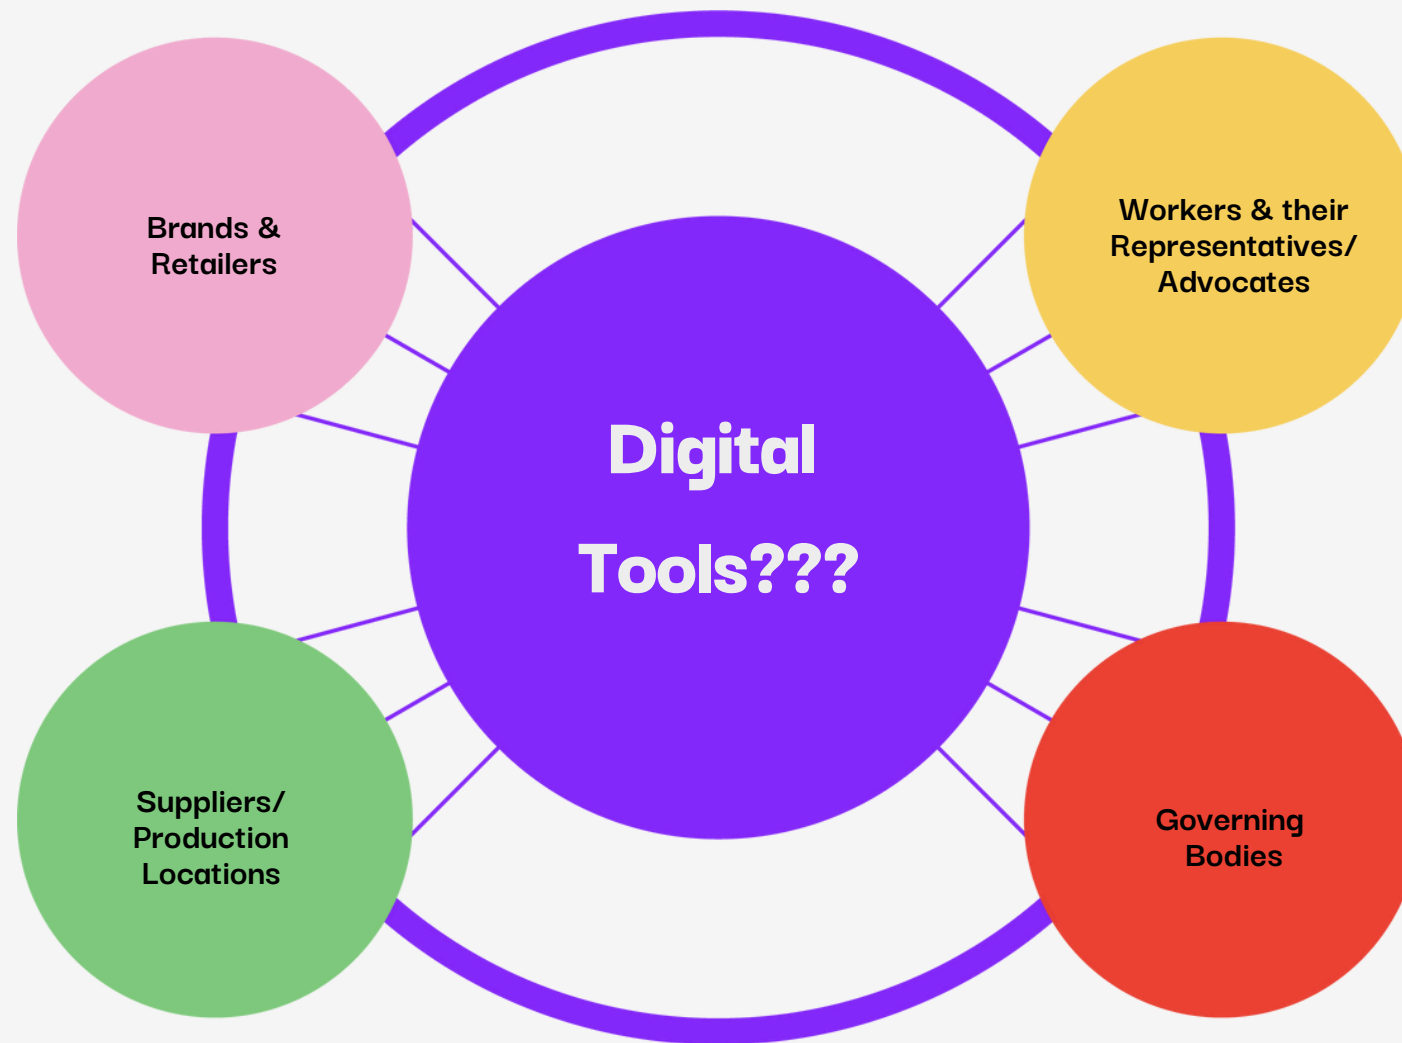 Brands &
Retailers
Workers & their
Representatives/
Advocates
Digital
Tools???
Suppliers/
Production
Locations
Governing
Bodies